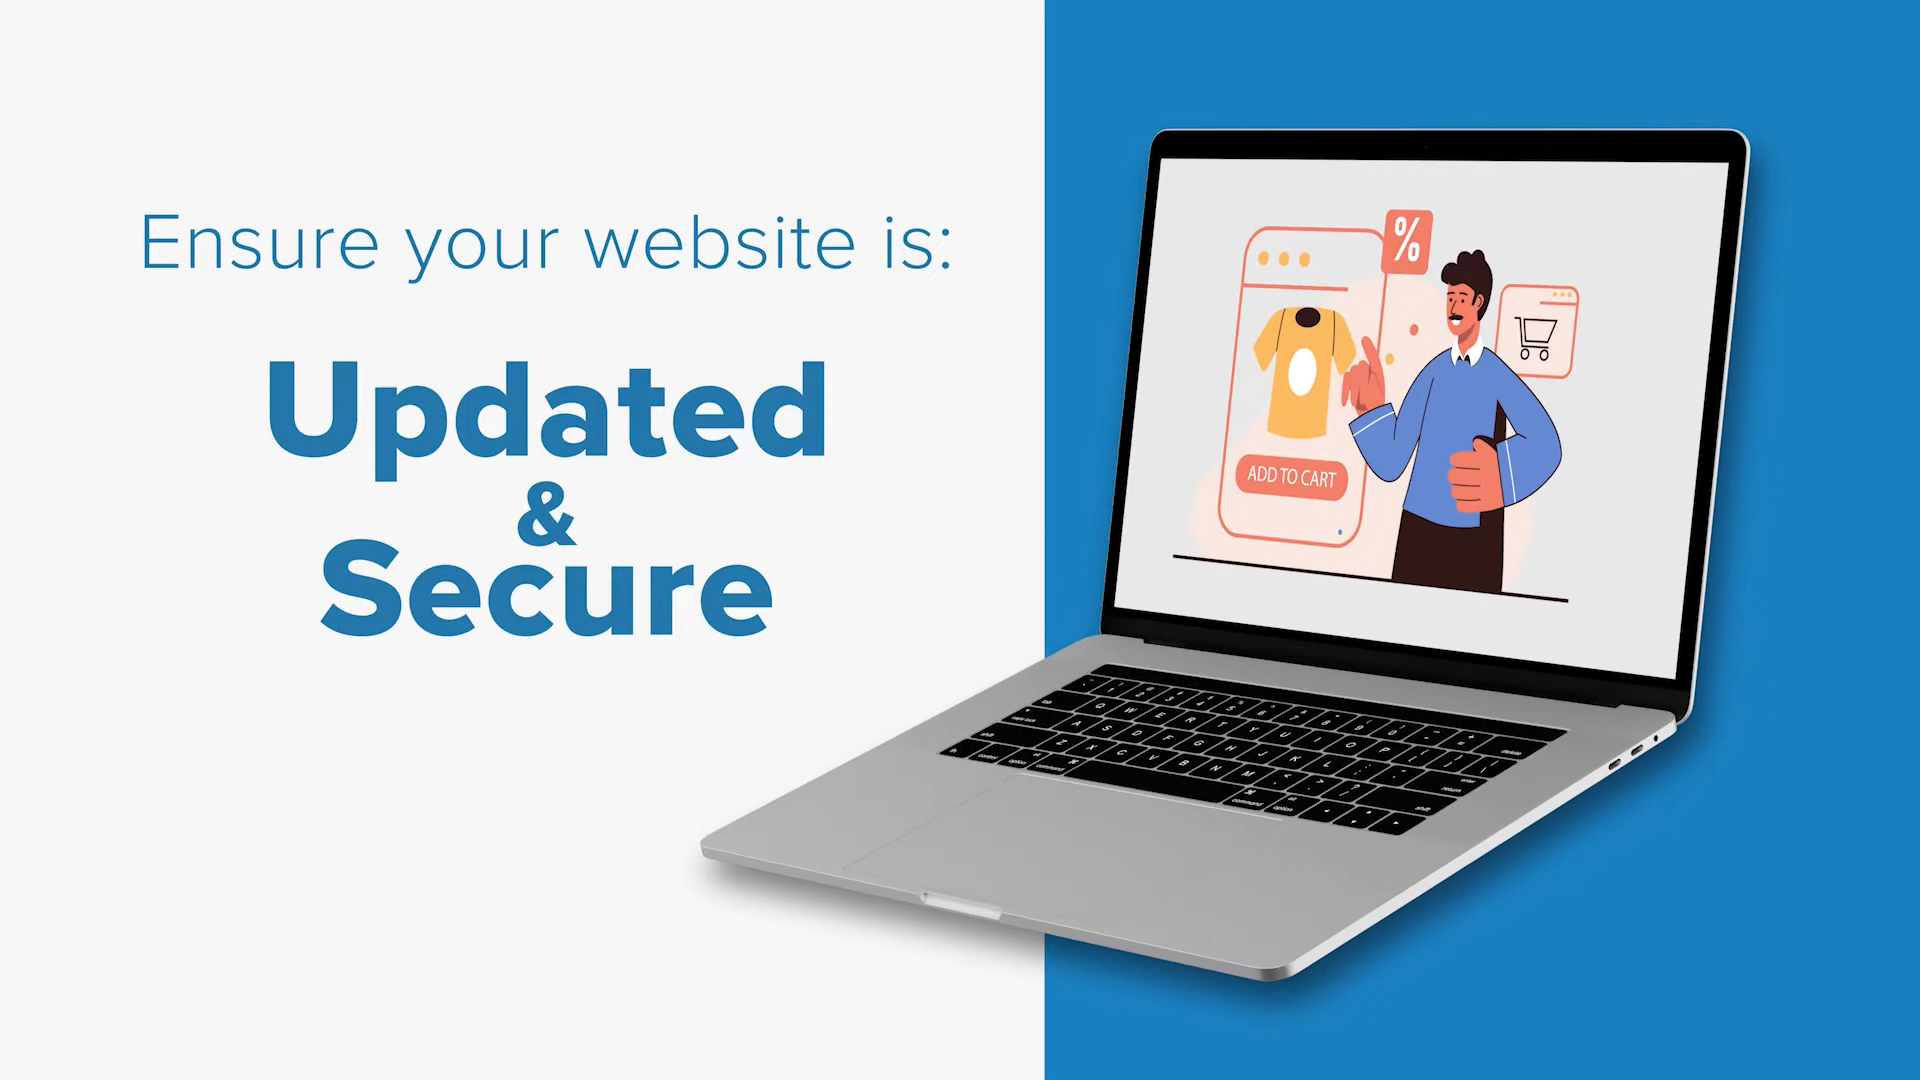 Ensure your website is:
Updated
&
Secure
%
ADD TO CART